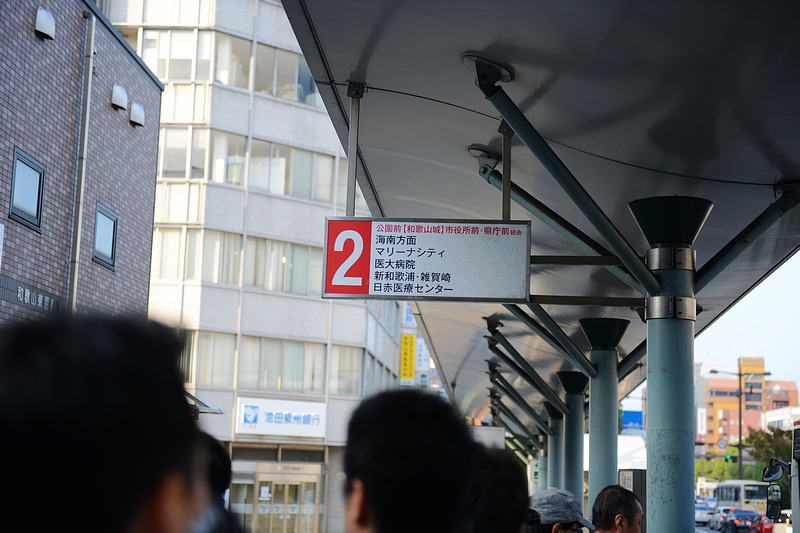 2
公園前【和歌山城】市役所前・県庁前 経由
海南方面
マリーナシティ
医大病院
新和歌浦・雑賀崎
日赤医療センター
池田泉州銀行